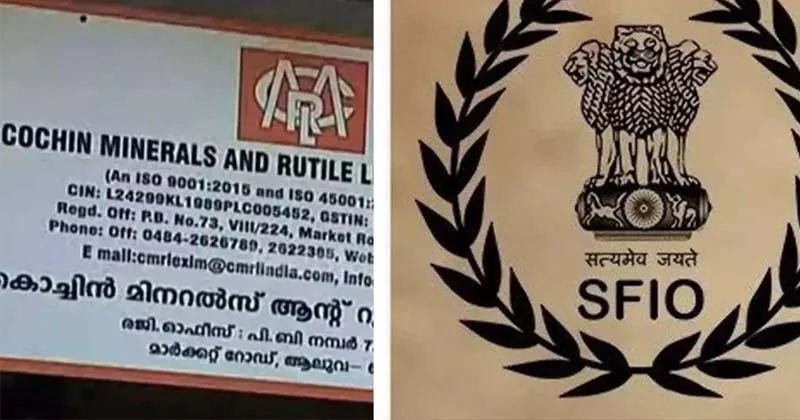 CMRL
COCHIN MINERALS AND RUTILE L
(An ISO 9001:2015 and ISO 45001:
CIN: L24299KL1989PLC005452, GSTIN:
Regd. Off: P.B. No.73, VIII/224, Market Ro
Phone: Off: 0484-2626789, 2622395, Web
E mail:cmrlexim@cmrlindia.com, Info
കൊച്ചിൻ മിനറൽസ് ആന്റ് റൂ
രജി.ഓഫീസ് : പി.ബി നമ്പർ 7
മാർക്കറ്റ് റോഡ്, ആലുവ–
सत्यमेव जयते
SFIO